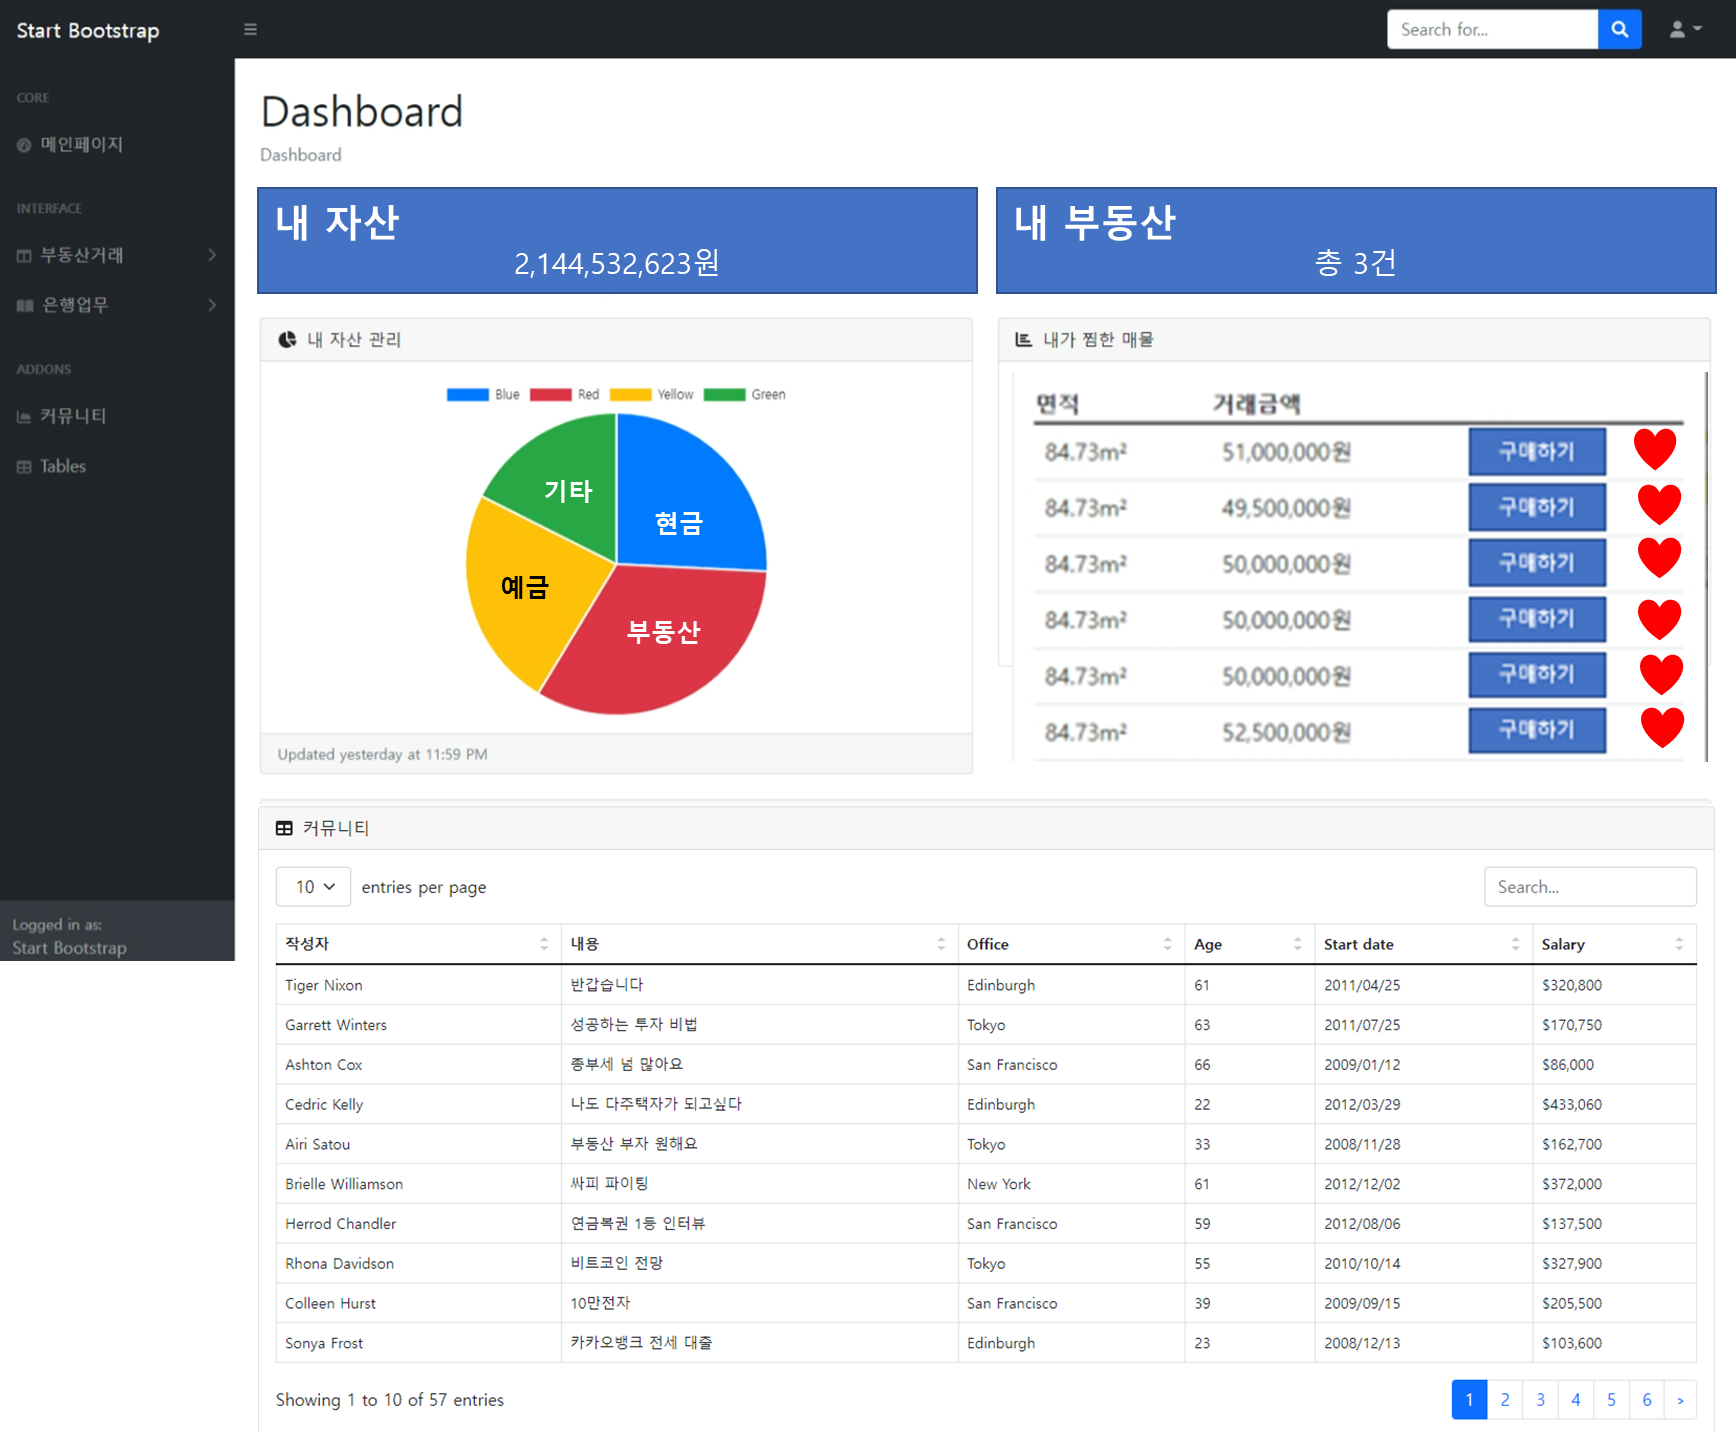 Start Bootstrap
Search for...
CORE
메인페이지
INTERFACE
부동산거래
은행업무
ADDONS
커뮤니티
Tables
Logged in as:
Start Bootstrap
Dashboard
Dashboard
내 자산
2,144,532,623원
내 부동산
총 3건
내 자산 관리
Blue Red Yellow Green
기타
현금
예금
부동산
Updated yesterday at 11:59 PM
내가 찜한 매물
면적 거래금액
84.73m² 51,000,000원 구매하기
84.73m² 49,500,000원 구매하기
84.73m² 50,000,000원 구매하기
84.73m² 50,000,000원 구매하기
84.73m² 50,000,000원 구매하기
84.73m² 52,500,000원 구매하기
커뮤니티
10 entries per page
Search...
작성자 내용 Office Age Start date Salary
Tiger Nixon 반갑습니다 Edinburgh 61 2011/04/25 $320,800
Garrett Winters 성공하는 투자 비법 Tokyo 63 2011/07/25 $170,750
Ashton Cox 종부세 넘 많아요 San Francisco 66 2009/01/12 $86,000
Cedric Kelly 나도 다주택자가 되고싶다 Edinburgh 22 2012/03/29 $433,060
Airi Satou 부동산 부자 원해요 Tokyo 33 2008/11/28 $162,700
Brielle Williamson 싸피 파이팅 New York 61 2012/12/02 $372,000
Herrod Chandler 연금복권 1등 인터뷰 San Francisco 59 2012/08/06 $137,500
Rhona Davidson 비트코인 전망 Tokyo 55 2010/10/14 $327,900
Colleen Hurst 10만전자 San Francisco 39 2009/09/15 $205,500
Sonya Frost 카카오뱅크 전세 대출 Edinburgh 23 2008/12/13 $103,600
Showing 1 to 10 of 57 entries
1 2 3 4 5 6 >